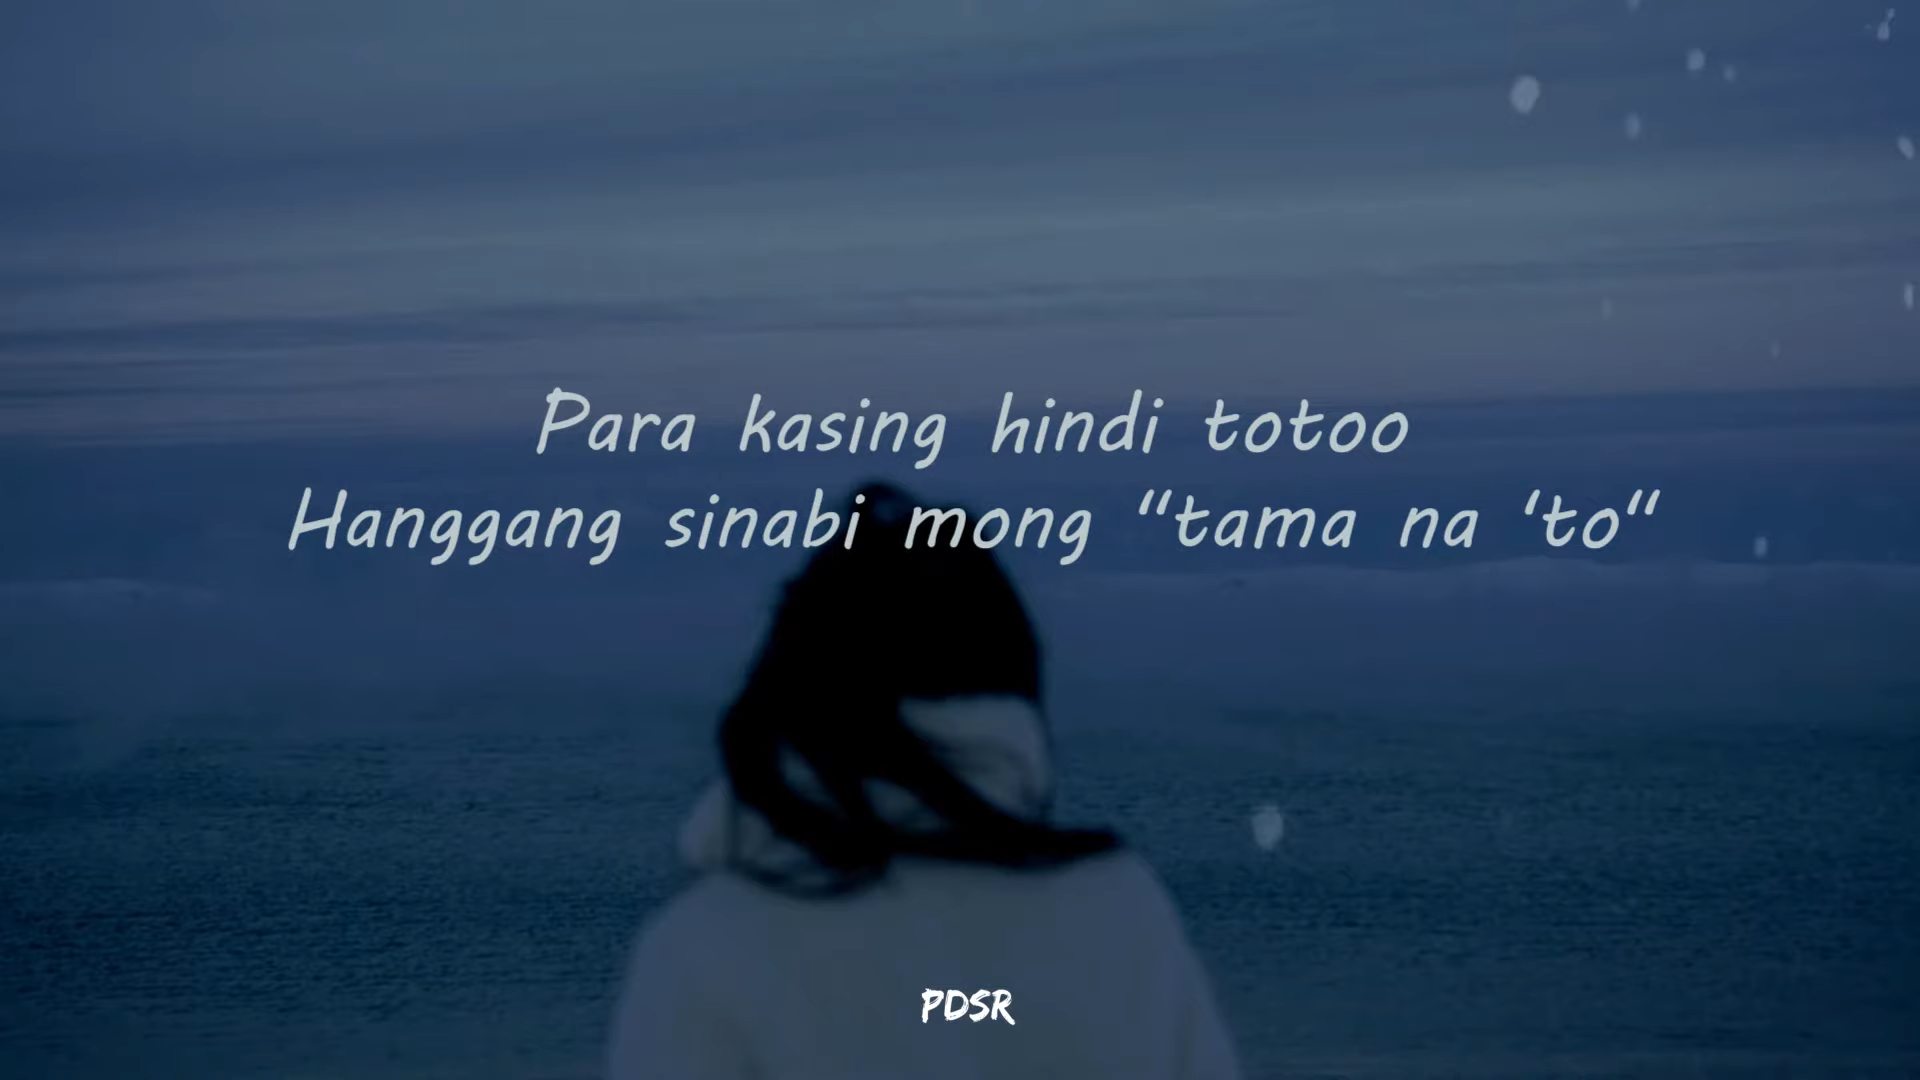 Para kasing hindi totoo
Hanggang sinabi mong “tama na ‘to“
PDSR